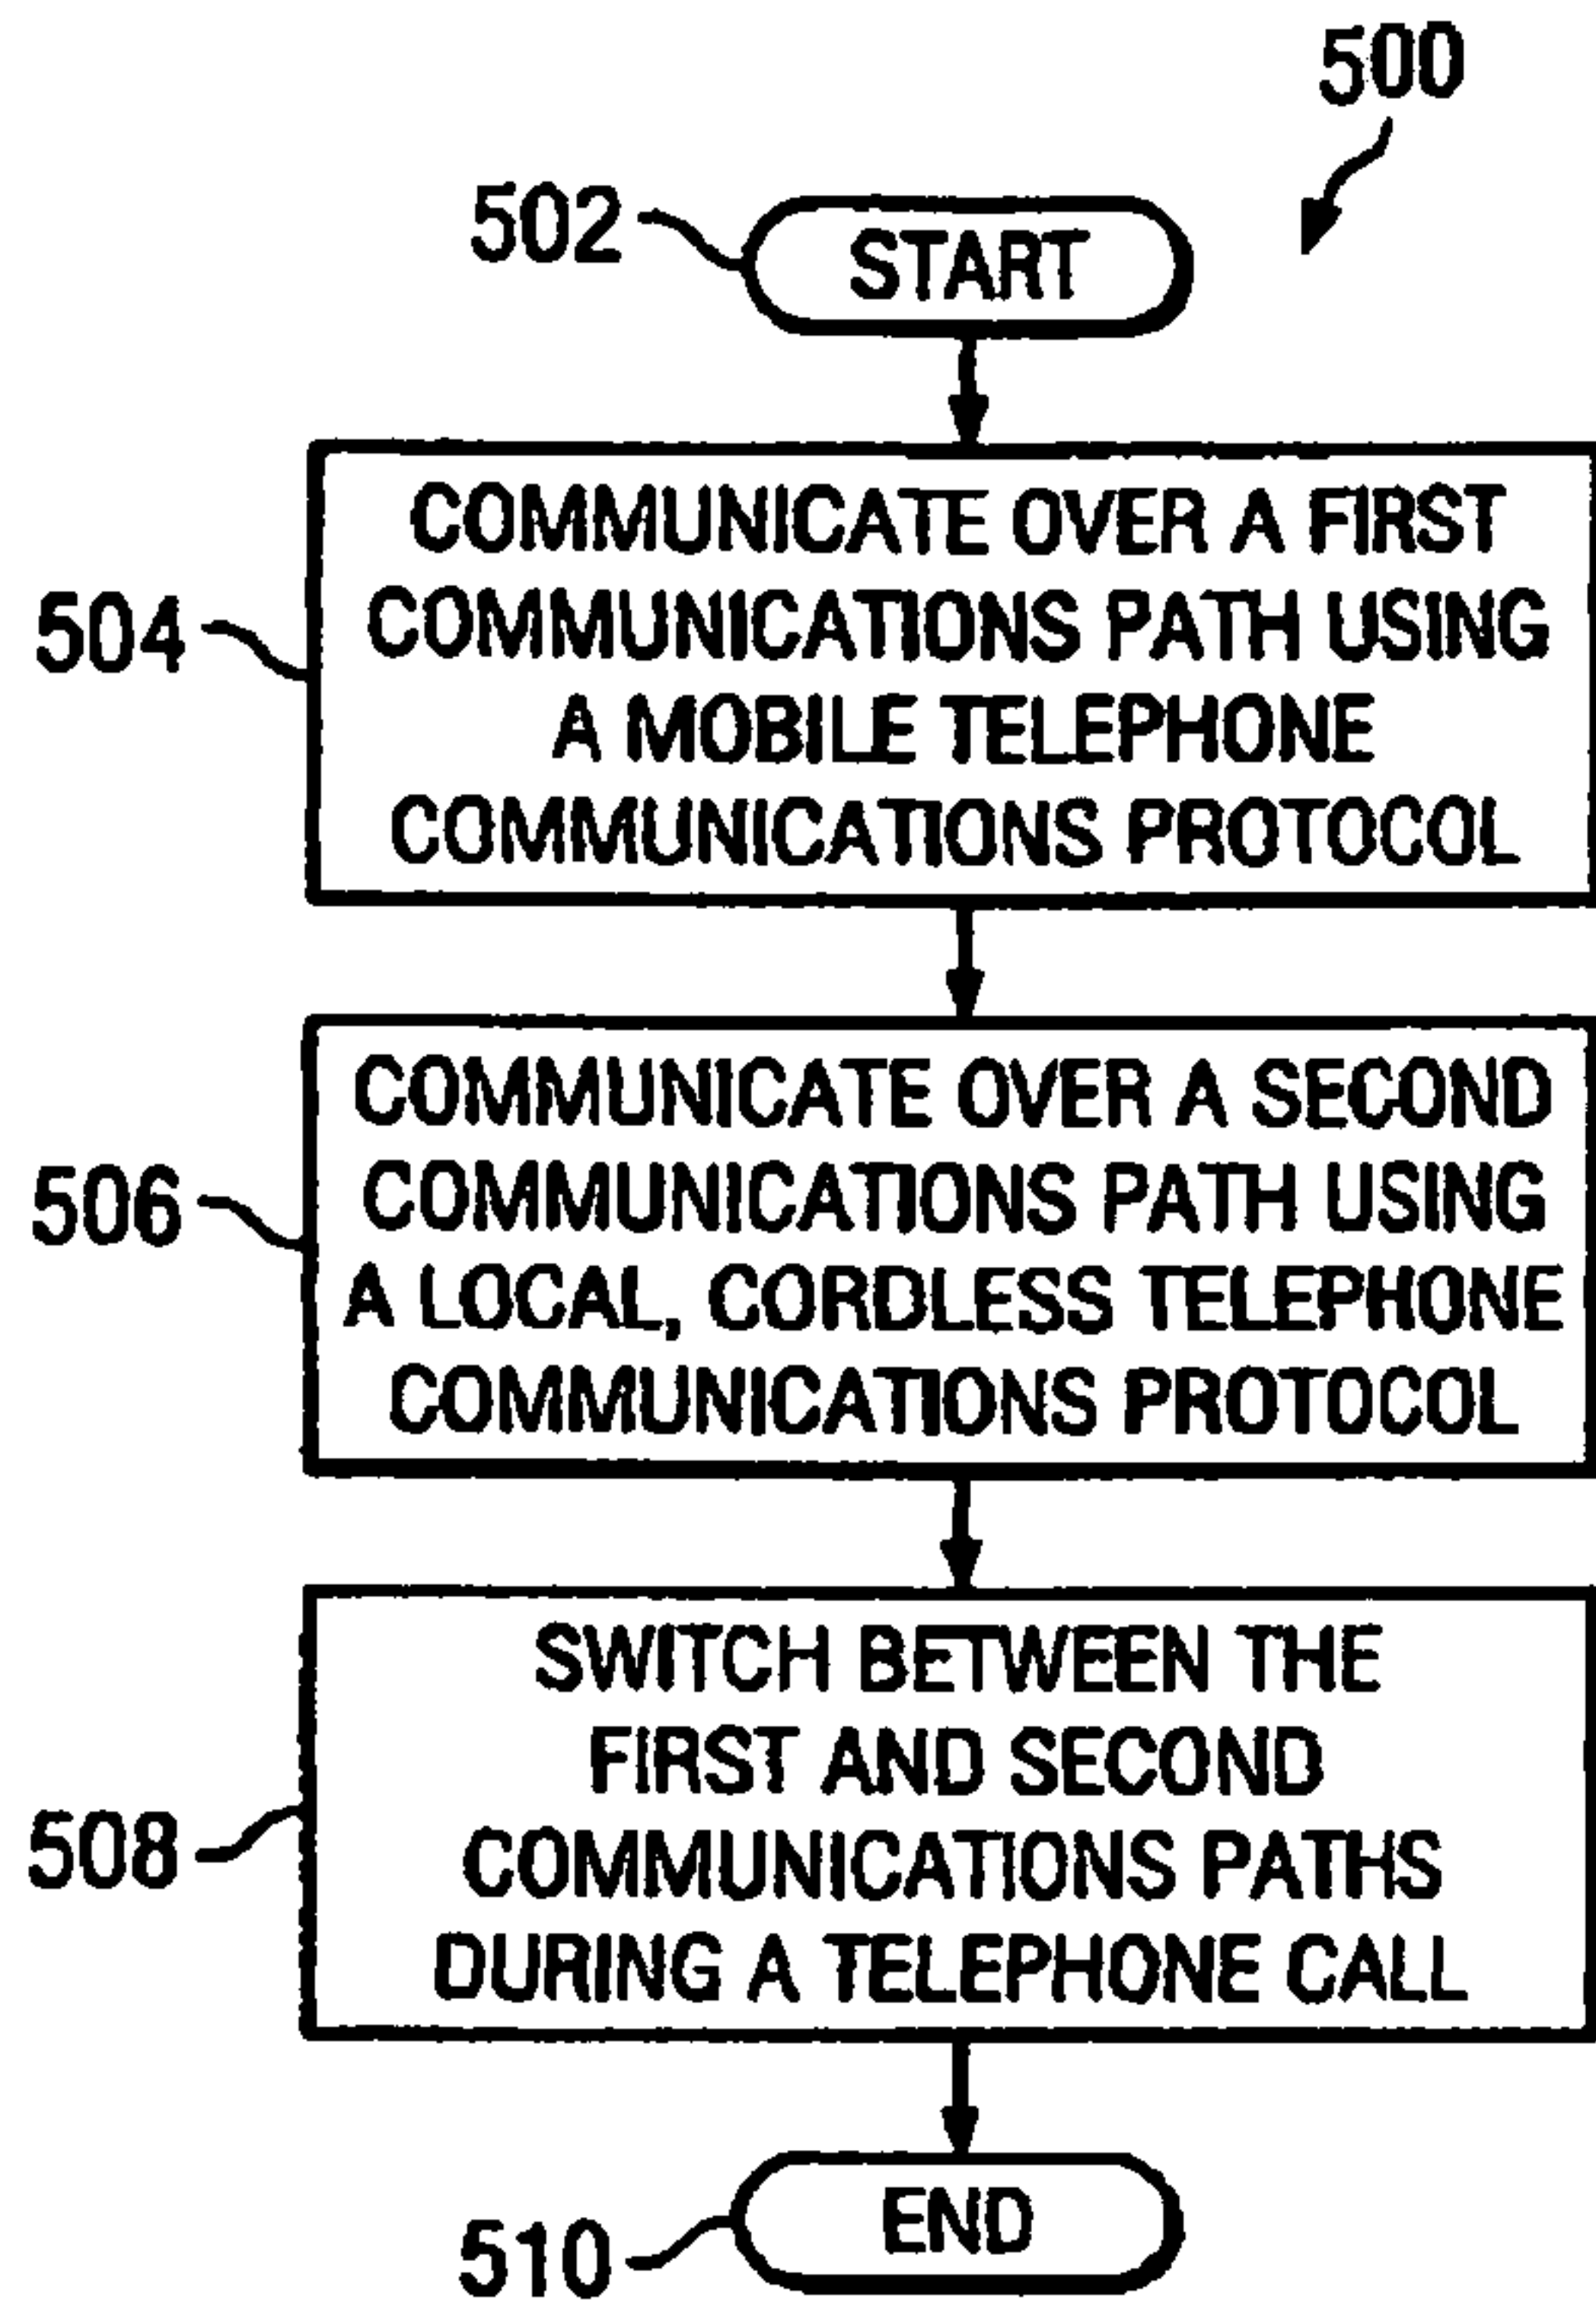 500
502
START
COMMUNICATE OVER A FIRST
COMMUNICATIONS PATH USING
A MOBILE TELEPHONE
COMMUNICATIONS PROTOCOL
504
COMMUNICATE OVER A SECOND
COMMUNICATIONS PATH USING
A LOCAL, CORDLESS TELEPHONE
COMMUNICATIONS PROTOCOL
506
SWITCH BETWEEN THE
FIRST AND SECOND
COMMUNICATIONS PATHS
DURING A TELEPHONE CALL
508
END
510